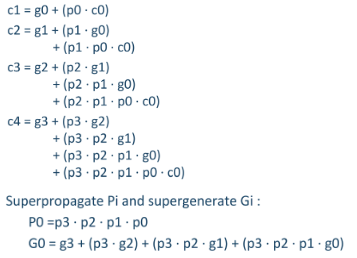 c1 = g0 + (p0 · c0)
c2 = g1 + (p1 · g0)
+ (p1 · p0 · c0)
c3 = g2 + (p2 · g1)
+ (p2 · p1 · g0)
+ (p2 · p1 · p0 · c0)
c4 = g3 + (p3 · g2)
+ (p3 · p2 · g1)
+ (p3 · p2 · p1 · g0)
+ (p3 · p2 · p1 · p0 · c0)
Superpropagate Pi and supergenerate Gi :
P0 =p3 · p2 · p1 · p0
G0 = g3 + (p3 · g2) + (p3 · p2 · g1) + (p3 · p2 · p1 · g0)